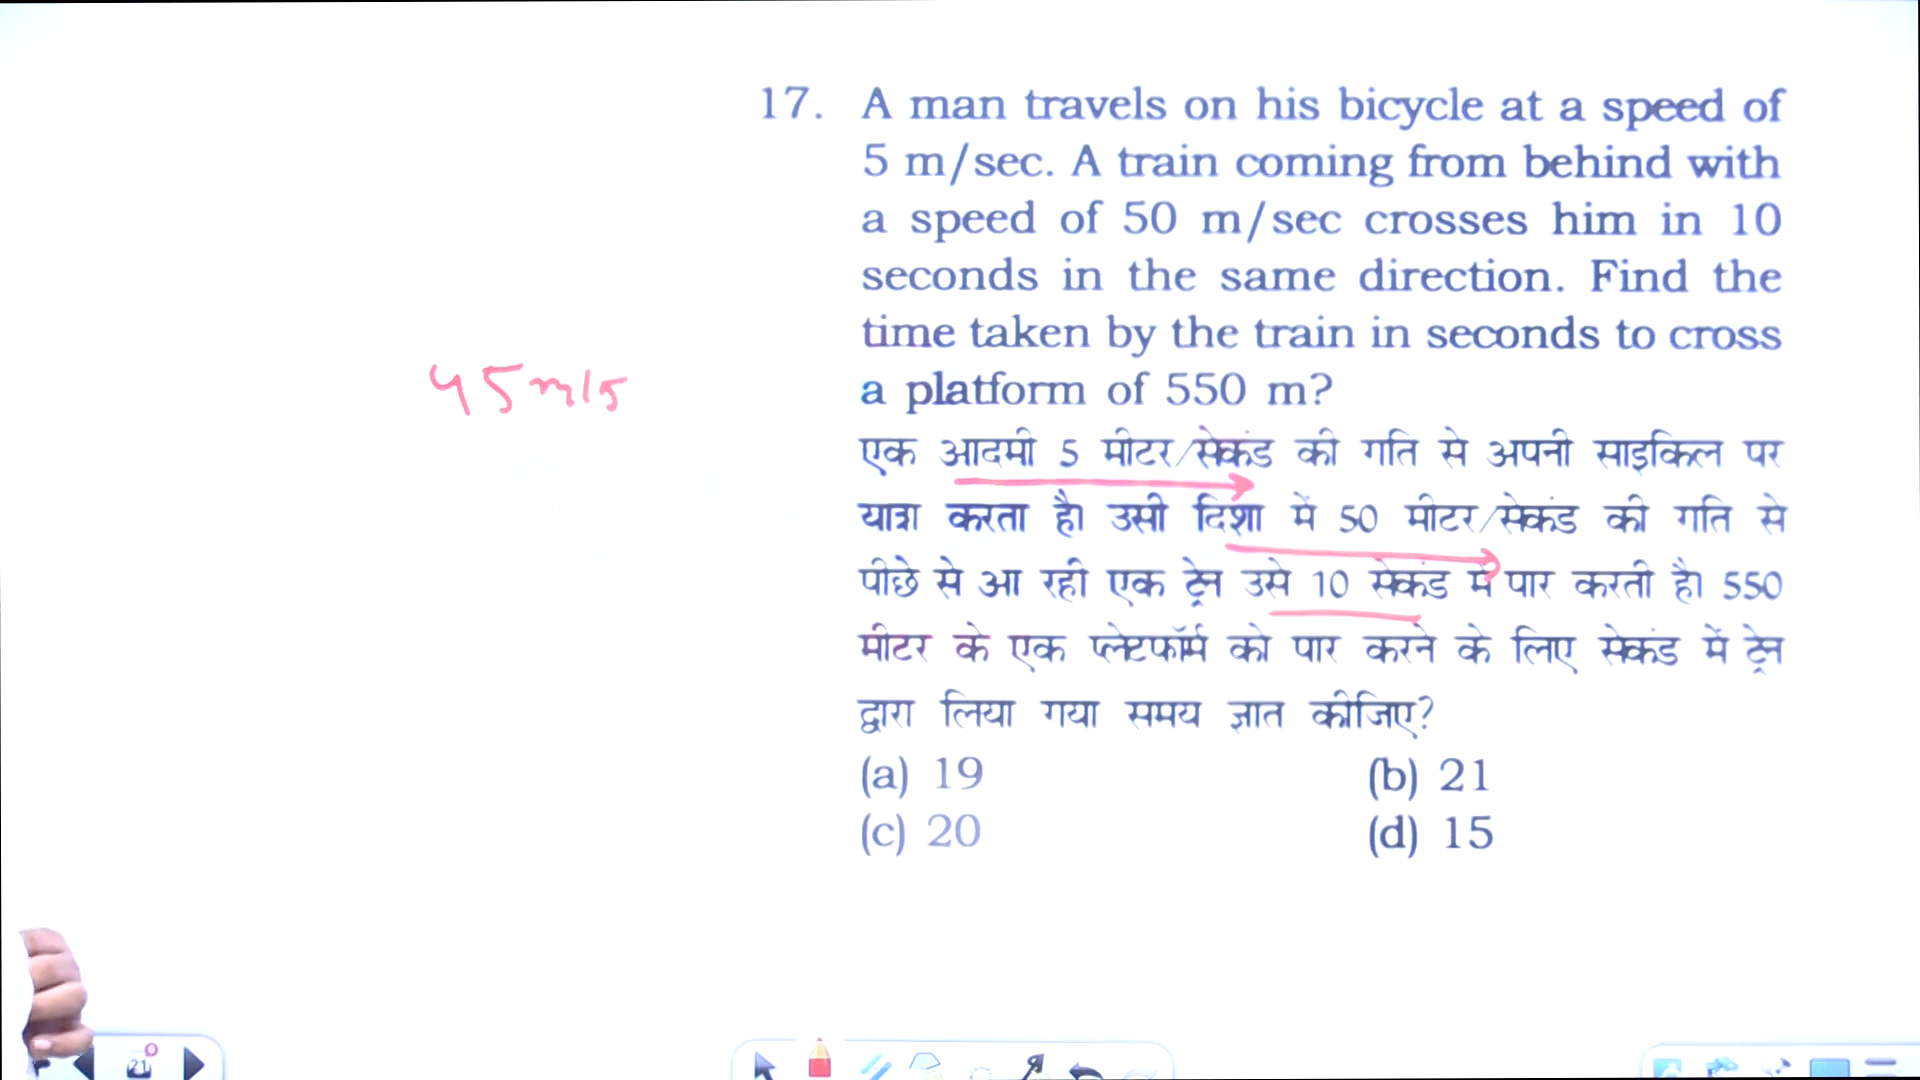 17. A man travels on his bicycle at a speed of
5 m/sec. A train coming from behind with
a speed of 50 m/sec crosses him in 10
seconds in the same direction. Find the
time taken by the train in seconds to cross
a platform of 550 m?
45m/s
एक आदमी 5 मीटर/सेकंड की गति से अपनी साइकिल पर
यात्रा करता है। उसी दिशा में 50 मीटर/सेकंड की गति से
पीछे से आ रही एक ट्रेन उसे 10 सेकंड में पार करती है। 550
मीटर के एक प्लेटफॉर्म को पार करने के लिए सेकंड में ट्रेन
द्वारा लिया गया समय ज्ञात कीजिए?
(a) 19 (b) 21
(c) 20 (d) 15
21